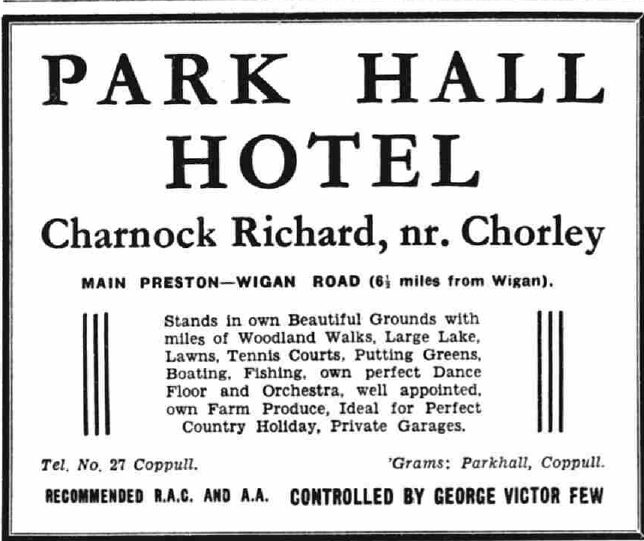 PARK HALL
HOTEL
Charnock Richard, nr. Chorley
MAIN PRESTON—WIGAN ROAD (6½ miles from Wigan).
Stands in own Beautiful Grounds with
miles of Woodland Walks, Large Lake,
Lawns, Tennis Courts, Putting Greens,
Boating, Fishing, own perfect Dance
Floor and Orchestra, well appointed,
own Farm Produce, Ideal for Perfect
Country Holiday, Private Garages.
Tel. No. 27 Coppull. 'Grams: Parkhall, Coppull.
RECOMMENDED R.A.C. AND A.A. CONTROLLED BY GEORGE VICTOR FEW